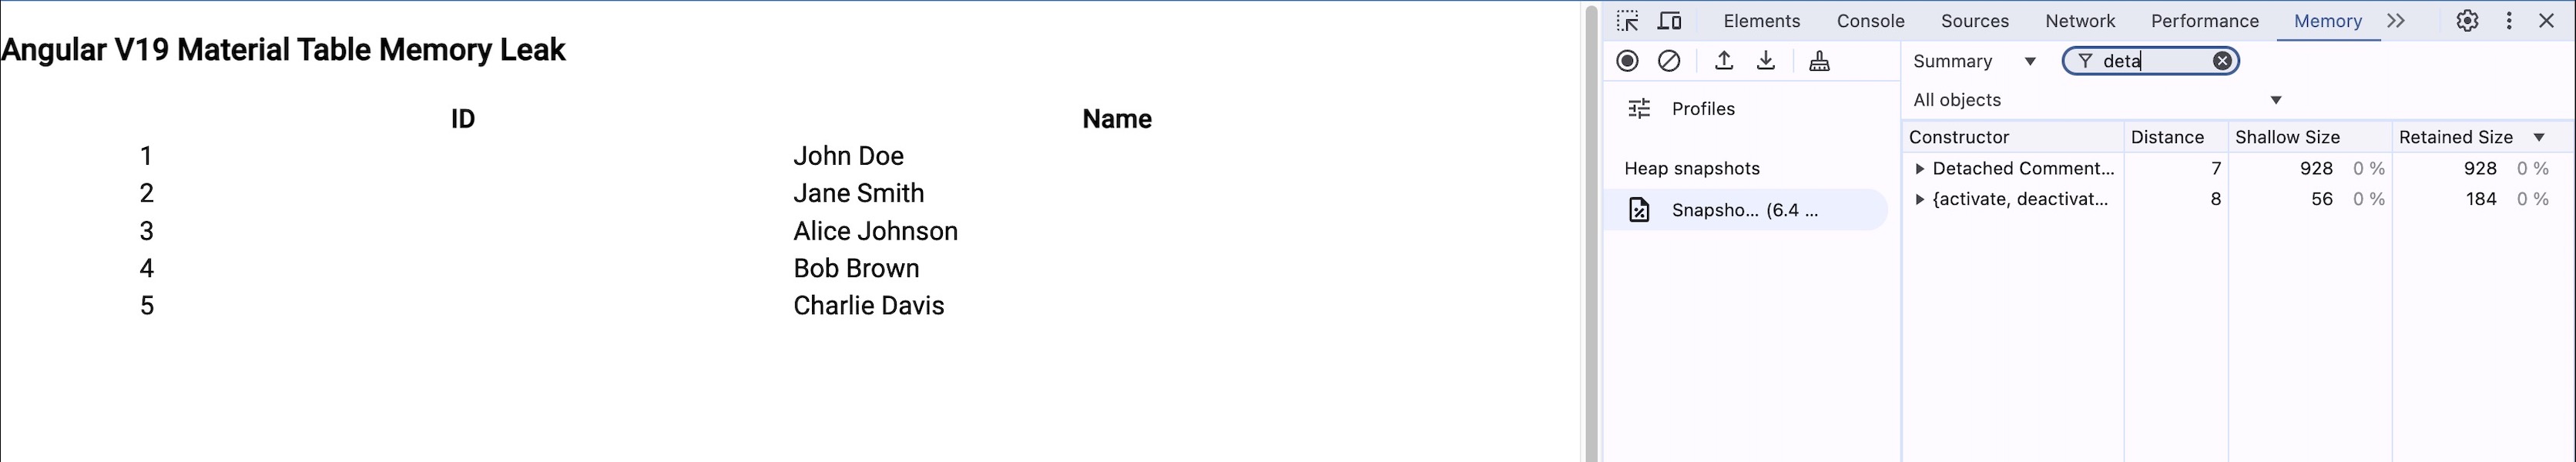 Angular V19 Material Table Memory Leak
ID Name
1 John Doe
2 Jane Smith
3 Alice Johnson
4 Bob Brown
5 Charlie Davis
Elements Console Sources Network Performance Memory
Summary deta
All objects
Profiles
Heap snapshots
Snapsho... (6.4 ...
Constructor Distance Shallow Size Retained Size
Detached Comment... 7 928 0 % 928 0 %
{activate, deactivat... 8 56 0 % 184 0 %